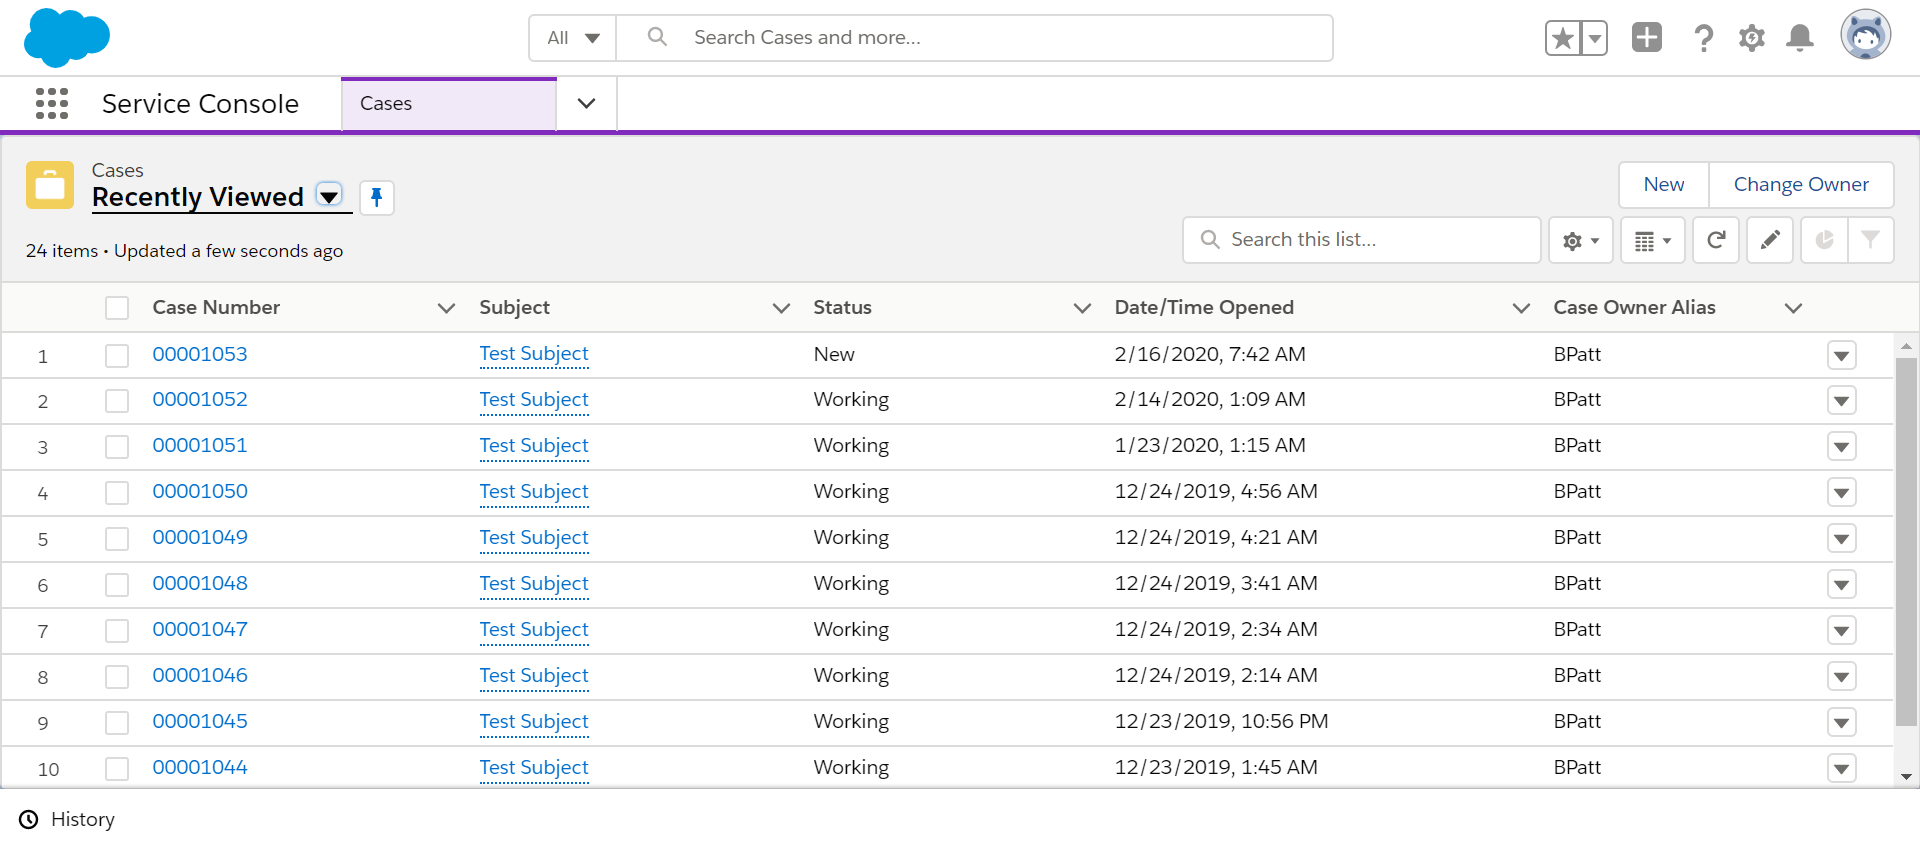 All Search Cases and more...
Service Console Cases
Cases
Recently Viewed
New Change Owner
24 items • Updated a few seconds ago
Search this list...
Case Number Subject Status Date/Time Opened Case Owner Alias
1 00001053 Test Subject New 2/16/2020, 7:42 AM BPatt
2 00001052 Test Subject Working 2/14/2020, 1:09 AM BPatt
3 00001051 Test Subject Working 1/23/2020, 1:15 AM BPatt
4 00001050 Test Subject Working 12/24/2019, 4:56 AM BPatt
5 00001049 Test Subject Working 12/24/2019, 4:21 AM BPatt
6 00001048 Test Subject Working 12/24/2019, 3:41 AM BPatt
7 00001047 Test Subject Working 12/24/2019, 2:34 AM BPatt
8 00001046 Test Subject Working 12/24/2019, 2:14 AM BPatt
9 00001045 Test Subject Working 12/23/2019, 10:56 PM BPatt
10 00001044 Test Subject Working 12/23/2019, 1:45 AM BPatt
History